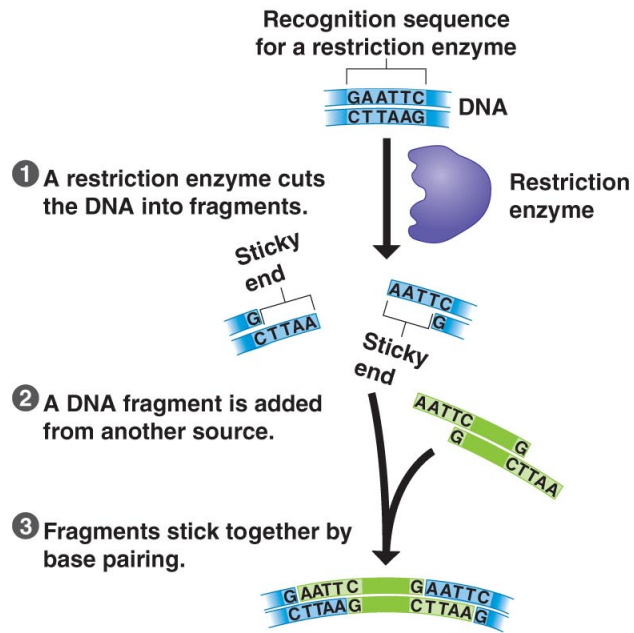 Recognition sequence
for a restriction enzyme
GAATTC
CTTAAG
DNA
1 A restriction enzyme cuts
the DNA into fragments.
Restriction
enzyme
Sticky
end
G
CTTAA
AATTC
G
Sticky
end
2 A DNA fragment is added
from another source.
AATTC G
G CTTAA
3 Fragments stick together by
base pairing.
GAATTC GAATTC
CTTAAG CTTAAG